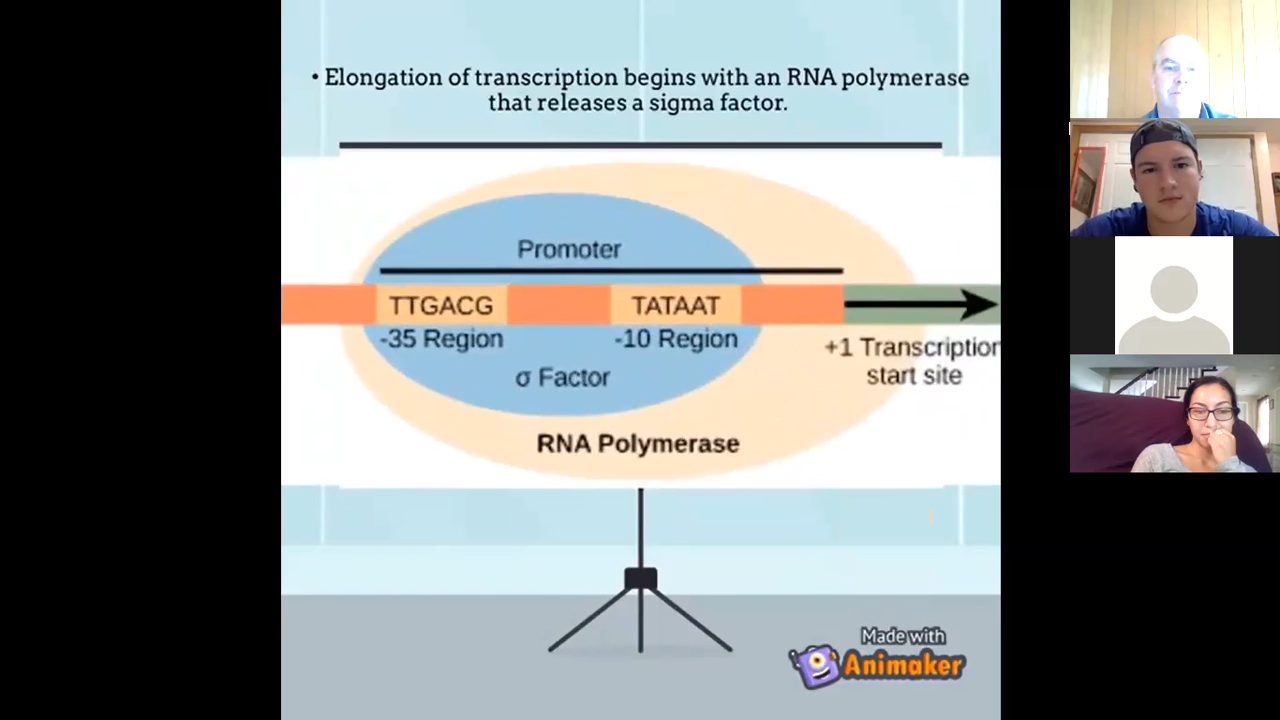 • Elongation of transcription begins with an RNA polymerase
that releases a sigma factor.
Promoter
TTGACG TATAAT
-35 Region -10 Region
+1 Transcription
start site
σ Factor
RNA Polymerase
Made with
Animaker